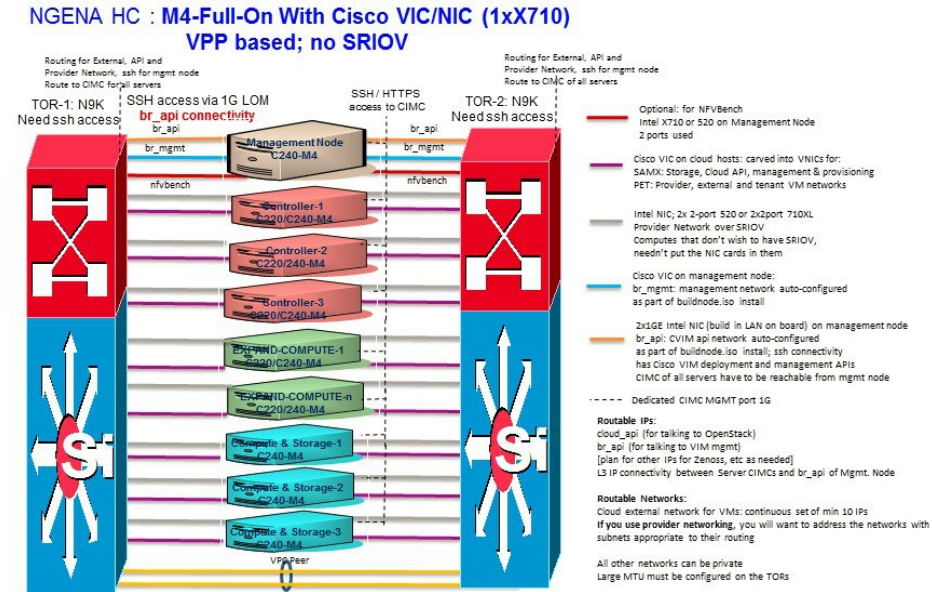 NGENA HC : M4-Full-On With Cisco VIC/NIC (1xX710)
VPP based; no SRIOV
Routing for External, API and
Provider Network, ssh for mgmt node
Route to CIMC for all servers
Routing for External, API and
Provider Network, ssh for mgmt node
Route to CIMC of all servers
TOR-1: N9K
Need ssh access
SSH access via 1G LOM
br_api connectivity
SSH / HTTPS
access to CIMC
TOR-2: N9K
Need ssh access
br_api
br_mgmt
nfvbench
Management Node
C240-M4
br_api
br_mgmt
nfvbench
Controller-1
C220/C240-M4
Controller-2
C220/240-M4
Controller-3
C220/C240-M4
EXPAND-COMPUTE-1
C220/C240-M4
EXPAND-COMPUTE-n
C220/240-M4
Compute & Storage-1
C240-M4
Compute & Storage-2
C240-M4
Compute & Storage-3
C240-M4
VPC Peer
Si
Si
Optional: for NFVBench
Intel X710 or 520 on Management Node
2 ports used
Cisco VIC on cloud hosts: carved into VNICs for:
SAMX: Storage, Cloud API, management & provisioning
PET: Provider, external and tenant VM networks
Intel NIC; 2x 2-port 520 or 2x2port 710XL
Provider Network over SRIOV
Computes that don't wish to have SRIOV,
needn't put the NIC cards in them
Cisco VIC on management node:
br_mgmt: management network auto-configured
as part of buildnode.iso install
2x1GE Intel NIC (build in LAN on board) on management node
br_api: CVIM api network auto-configured
as part of buildnode.iso install; ssh connectivity
has Cisco VIM deployment and management APIs
CIMC of all servers have to be reachable from mgmt node
Dedicated CIMC MGMT port 1G
Routable IPs:
cloud_api (for talking to OpenStack)
br_api (for talking to VIM mgmt)
[plan for other IPs for Zenoss, etc as needed]
L3 IP connectivity between Server CIMCs and br_api of Mgmt. Node
Routable Networks:
Cloud external network for VMs: continuous set of min 10 IPs
If you use provider networking, you will want to address the networks with
subnets appropriate to their routing
All other networks can be private
Large MTU must be configured on the TORs